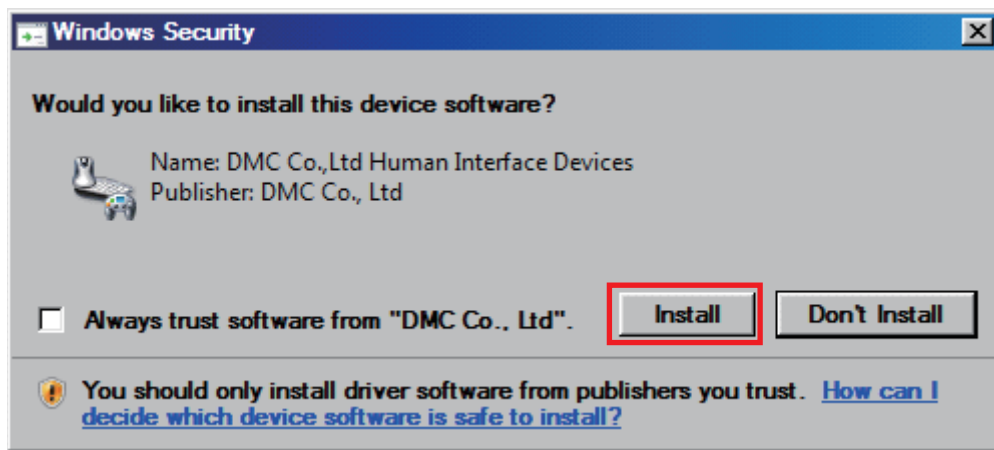 Windows Security
Would you like to install this device software?
Name: DMC Co.,Ltd Human Interface Devices
Publisher: DMC Co., Ltd
Always trust software from "DMC Co., Ltd".
Install
Don't Install
You should only install driver software from publishers you trust. How can I
decide which device software is safe to install?